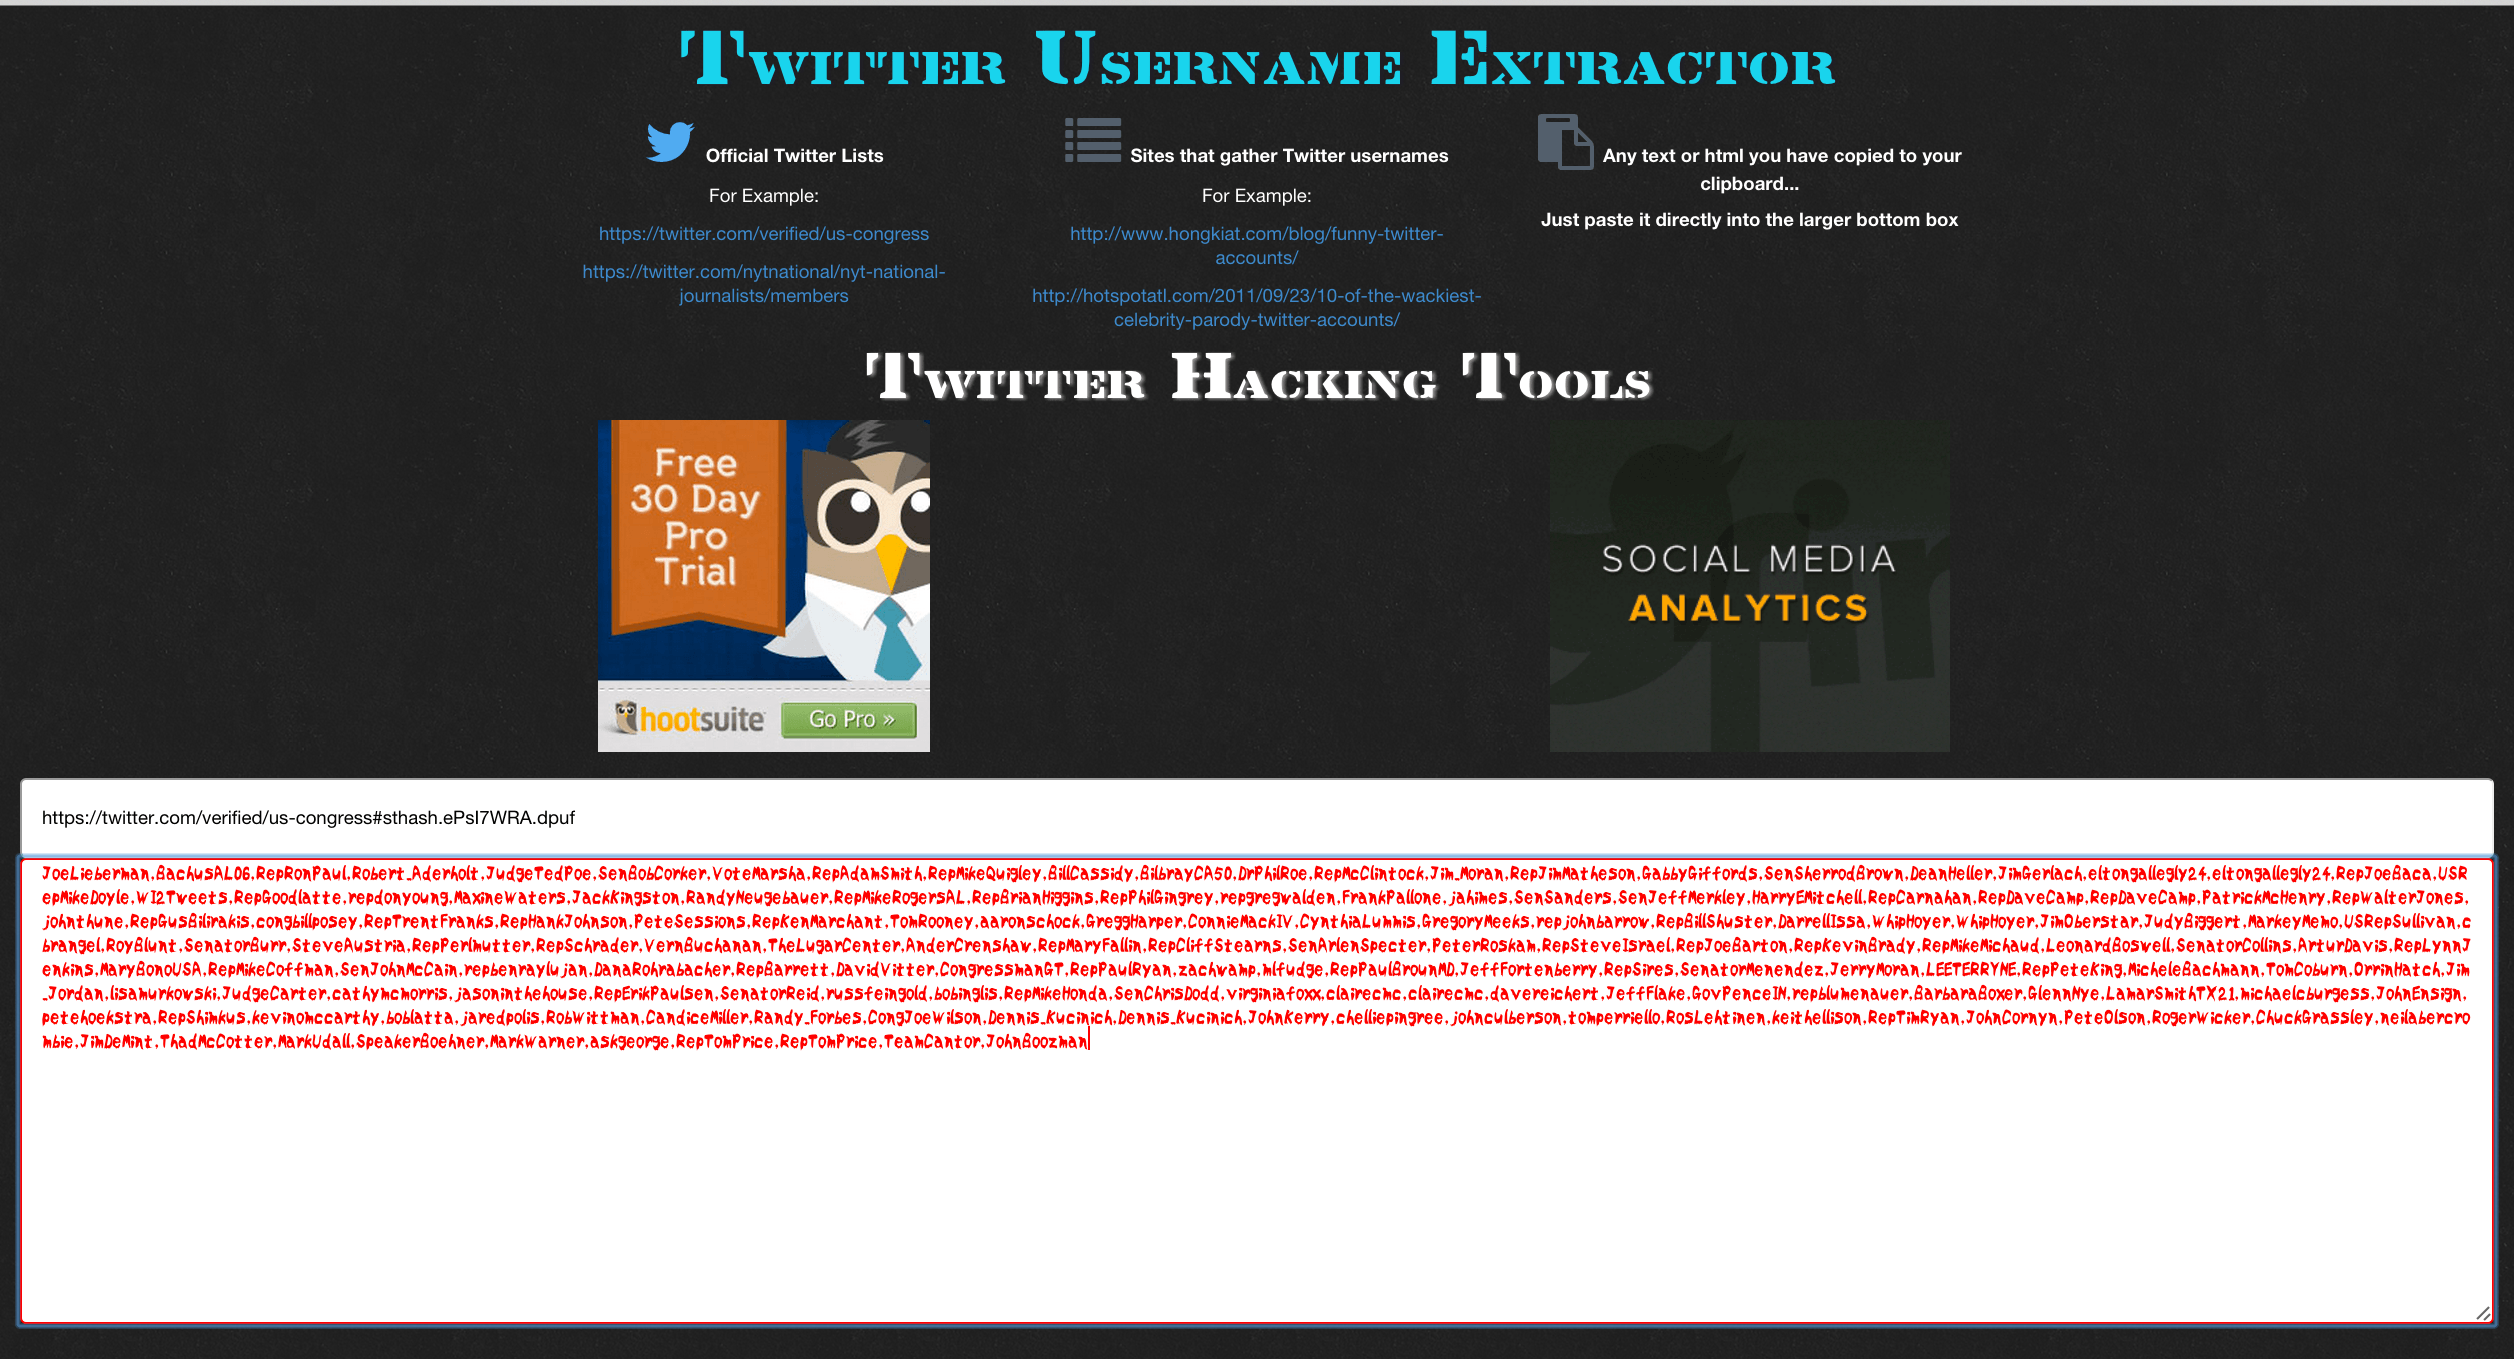 Twitter Username Extractor
Official Twitter Lists
For Example:
https://twitter.com/verified/us-congress
https://twitter.com/nytnational/nyt-national-
journalists/members
Sites that gather Twitter usernames
For Example:
http://www.hongkiat.com/blog/funny-twitter-
accounts/
http://hotspotatl.com/2011/09/23/10-of-the-wackiest-
celebrity-parody-twitter-accounts/
Any text or html you have copied to your
clipboard...
Just paste it directly into the larger bottom box
Twitter Hacking Tools
Free
30 Day
Pro
Trial
hootsuite
Go Pro »
SOCIAL MEDIA
ANALYTICS
https://twitter.com/verified/us-congress#sthash.ePsI7WRA.dpuf
JoeLieberman,BachusAL06,RepRonPaul,Robert_Aderholt,JudgeTedPoe,SenBobCorker,VoteMarsha,RepAdamSmith,RepMikeQuigley,BillCassidy,BilbrayCA50,DrPhilRoe,RepMcClintock,Jim_Moran,RepJimMatheson,GabbyGiffords,SenSherrodBrown,DeanHeller,JimGerlach,eltongallegly24,eltongallegly24,RepJoeBaca,USR
epMikeDoyle,WI2Tweets,RepGoodlatte,repdonyoung,MaxineWaters,JackKingston,RandyNeugebauer,RepMikeRogersAL,RepBrianHiggins,RepPhilGingrey,repgregwalden,FrankPallone,jahimes,SenSanders,SenJeffMerkley,HarryEMitchell,RepCarnahan,RepDaveCamp,RepDaveCamp,PatrickMcHenry,RepWalterJones,
johnthune,RepGusBilirakis,congbillposey,RepTrentFranks,RepHankJohnson,PeteSessions,RepKenMarchant,TomRooney,aaronschock,GreggHarper,ConnieMackIV,CynthiaLummis,GregoryMeeks,repjohnbarrow,RepBillShuster,DarrellIssa,WhipHoyer,WhipHoyer,JimOberstar,JudyBiggert,MarkeyMemo,USRepSullivan,c
brangel,RoyBlunt,SenatorBurr,SteveAustria,RepPerlmutter,RepSchrader,VernBuchanan,TheLugarCenter,AnderCrenshaw,RepMaryFallin,RepCliffStearns,SenArlenSpecter,PeterRoskam,RepSteveIsrael,RepJoeBarton,RepKevinBrady,RepMikeMichaud,LeonardBoswell,SenatorCollins,ArturDavis,RepLynnJ
enkins,MaryBonoUSA,RepMikeCoffman,SenJohnMcCain,repbenraylujan,DanaRohrabacher,RepBarrett,DavidVitter,CongressmanGT,RepPaulRyan,zachwamp,mlfudge,RepPaulBrounMD,JeffFortenberry,RepSires,SenatorMenendez,JerryMoran,LEETERRYNE,RepPeteKing,MicheleBachmann,TomCoburn,OrrinHatch,Jim
_Jordan,lisamurkowski,JudgeCarter,cathymcmorris,jasoninthehouse,RepErikPaulsen,SenatorReid,russfeingold,bobinglis,RepMikeHonda,SenChrisDodd,virginiafoxx,clairecmc,clairecmc,davereichert,JeffFlake,GovPenceIN,repblumenauer,BarbaraBoxer,GlennNye,LamarSmithTX21,michaelcburgess,JohnEnsign,
petehoekstra,RepShimkus,kevinomccarthy,boblatta,jaredpolis,RobWittman,CandiceMiller,Randy_Forbes,CongJoeWilson,Dennis_Kucinich,Dennis_Kucinich,JohnKerry,chelliepingree,johnculberson,tomperriello,RosLehtinen,keithellison,RepTimRyan,JohnCornyn,PeteOlson,RogerWicker,ChuckGrassley,neilabercro
mbie,JimDeMint,ThadMcCotter,MarkUdall,SpeakerBoehner,MarkWarner,askgeorge,RepTomPrice,RepTomPrice,TeamCantor,JohnBoozman